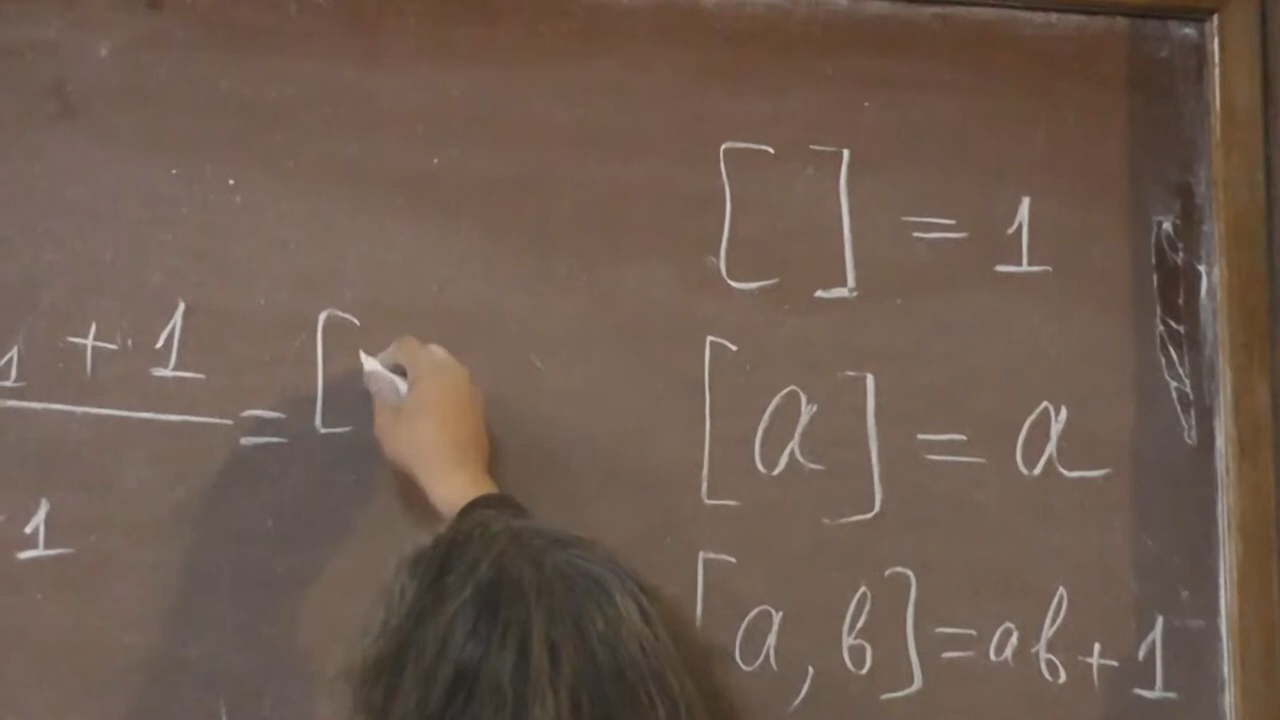 [ ] = 1
1 + 1
= [
[a] = a
1
[a, b] = ab + 1